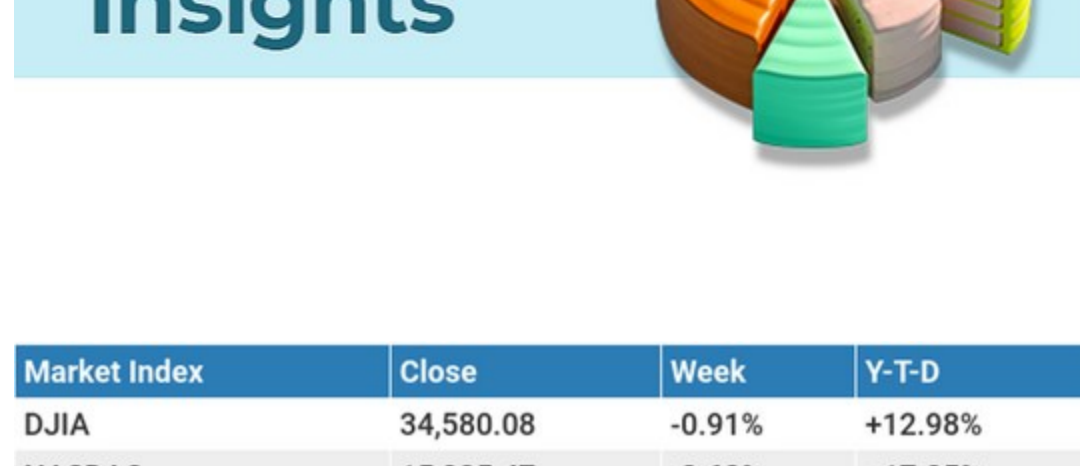 Insights
Market Index Close Week Y-T-D
DJIA 34,580.08 -0.91% +12.98%